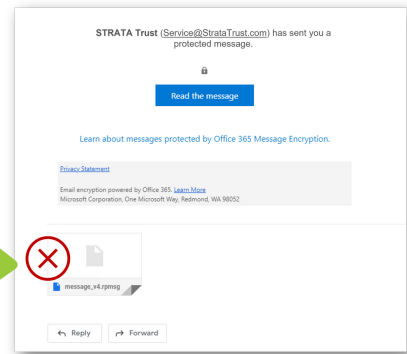 STRATA Trust (Service@StrataTrust.com) has sent you a
protected message.
Read the message
Learn about messages protected by Office 365 Message Encryption.
Privacy Statement
Email encryption powered by Office 365. Learn More
Microsoft Corporation, One Microsoft Way, Redmond, WA 98052
message_v4.rpmsg
Reply
Forward